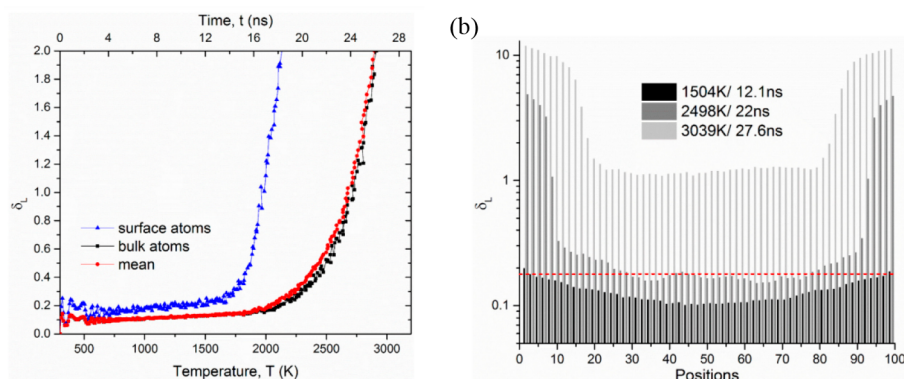 Time, t (ns)
0 4 8 12 16 20 24 28
2.0
1.8
1.6
1.4
1.2
1.0
0.8
0.6
0.4
0.2
0.0
δL
surface atoms
bulk atoms
mean
500 1000 1500 2000 2500 3000
Temperature, T (K)
(b)
10
1
0.1
δL
1504K/ 12.1ns
2498K/ 22ns
3039K/ 27.6ns
0 10 20 30 40 50 60 70 80 90 100
Positions